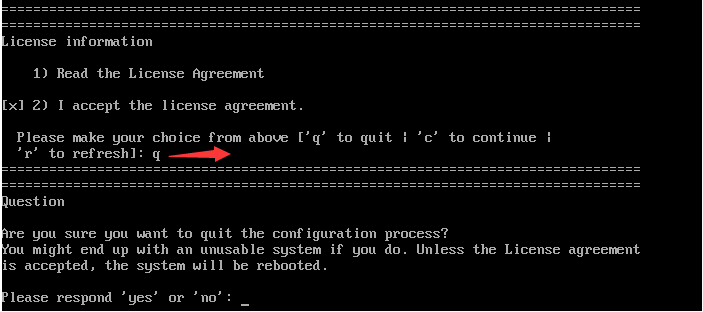 ================================================================================
================================================================================
License information
1) Read the License Agreement
[x] 2) I accept the license agreement.
Please make your choice from above ['q' to quit | 'c' to continue |
'r' to refresh]: q
================================================================================
================================================================================
Question
Are you sure you want to quit the configuration process?
You might end up with an unusable system if you do. Unless the License agreement
is accepted, the system will be rebooted.
Please respond 'yes' or 'no': _